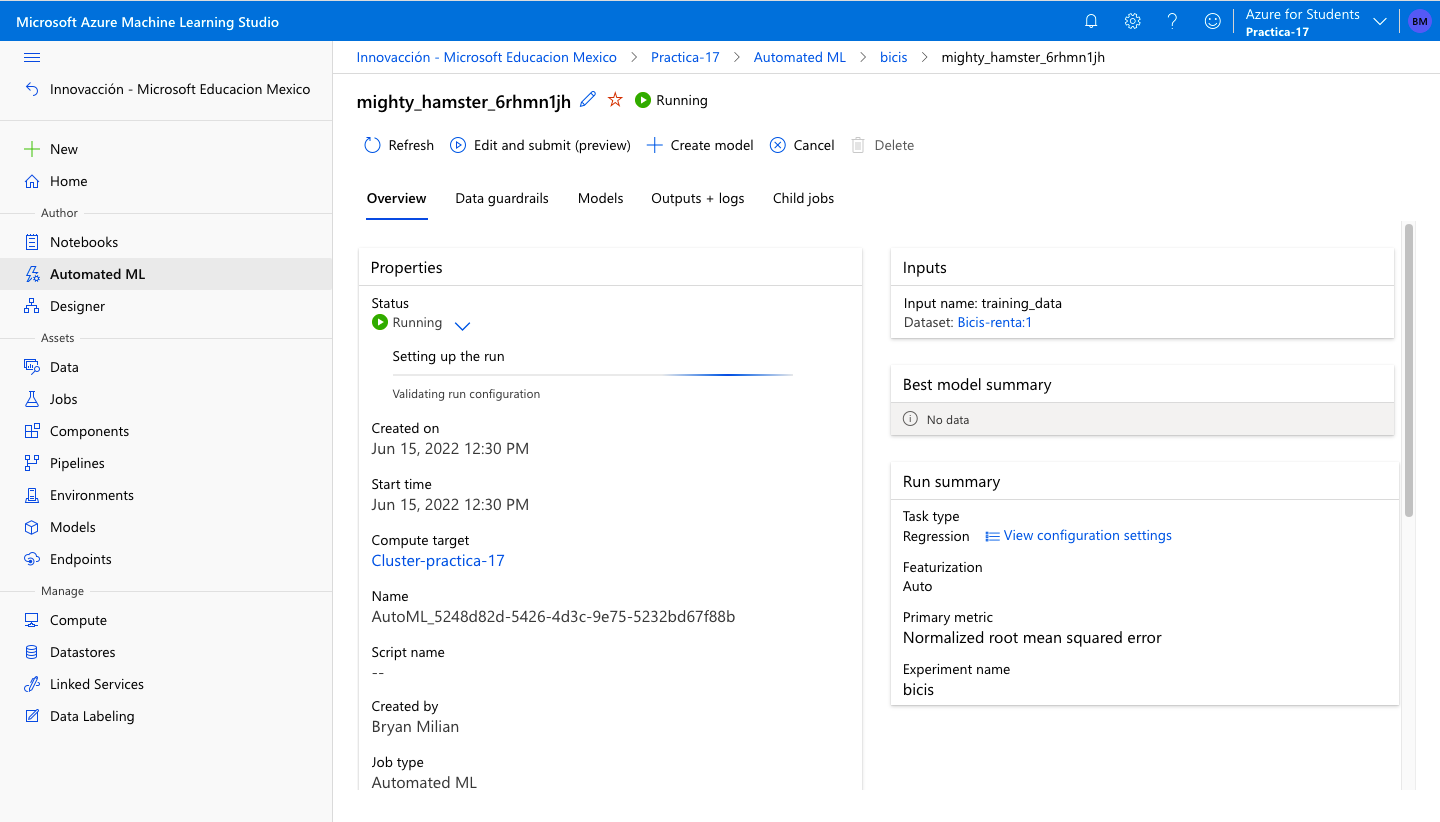 Microsoft Azure Machine Learning Studio
Azure for Students
Practica-17
BM
Innovacción - Microsoft Educacion Mexico
New
Home
Author
Notebooks
Automated ML
Designer
Assets
Data
Jobs
Components
Pipelines
Environments
Models
Endpoints
Manage
Compute
Datastores
Linked Services
Data Labeling
Innovacción - Microsoft Educacion Mexico > Practica-17 > Automated ML > bicis > mighty_hamster_6rhmn1jh
mighty_hamster_6rhmn1jh Running
Refresh Edit and submit (preview) Create model Cancel Delete
Overview Data guardrails Models Outputs + logs Child jobs
Properties
Status
Running
Setting up the run
Validating run configuration
Created on
Jun 15, 2022 12:30 PM
Start time
Jun 15, 2022 12:30 PM
Compute target
Cluster-practica-17
Name
AutoML_5248d82d-5426-4d3c-9e75-5232bd67f88b
Script name
--
Created by
Bryan Milian
Job type
Automated ML
Inputs
Input name: training_data
Dataset: Bicis-renta:1
Best model summary
No data
Run summary
Task type
Regression View configuration settings
Featurization
Auto
Primary metric
Normalized root mean squared error
Experiment name
bicis